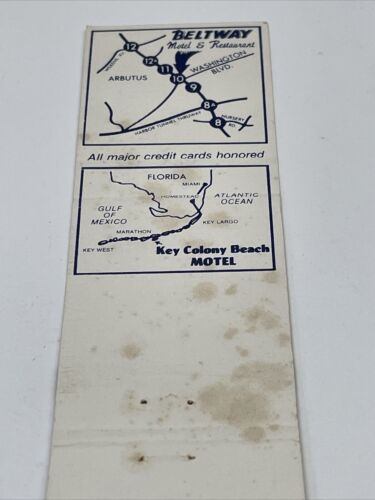 BELTWAY
Motel & Restaurant
12
12A
11
10
9
8A
8
ARBUTUS
WASHINGTON
BLVD.
HARBOR TUNNEL THRUWAY
NURSERY
RD.
All major credit cards honored
FLORIDA
MIAMI
HOMESTEAD
ATLANTIC
OCEAN
GULF
OF
MEXICO
KEY LARGO
MARATHON
KEY WEST
Key Colony Beach
MOTEL